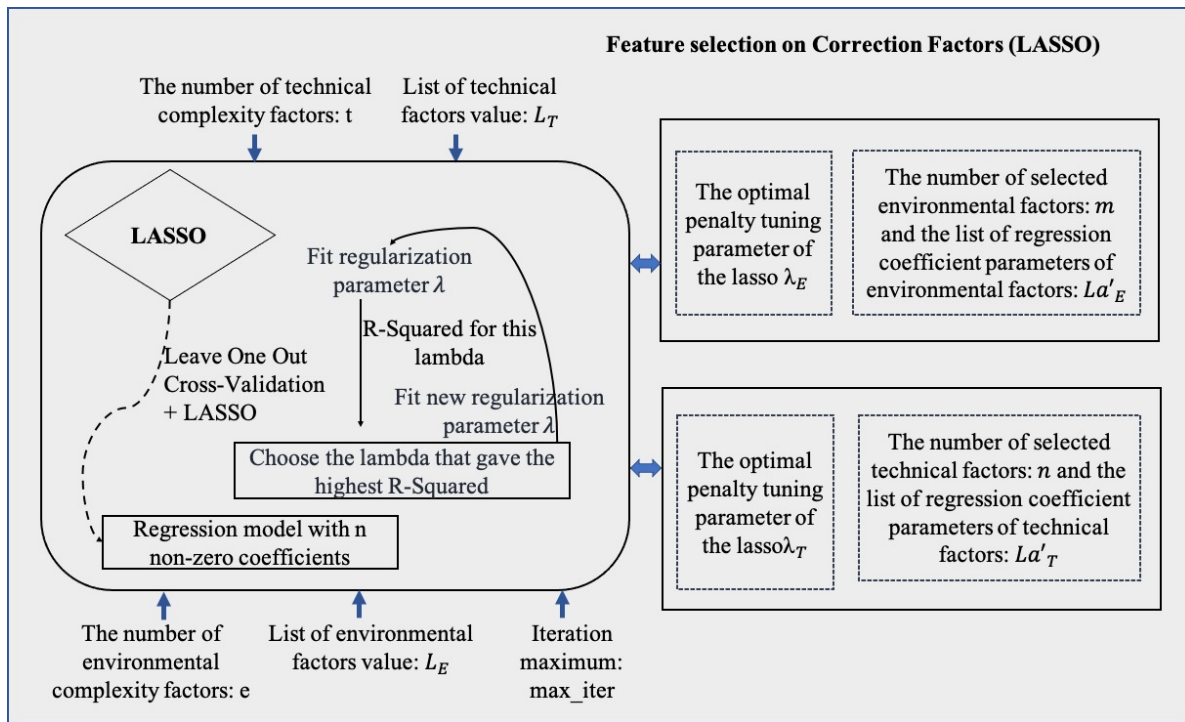 Feature selection on Correction Factors (LASSO)
The number of technical
complexity factors: t
List of technical
factors value: L_T
LASSO
Fit regularization
parameter λ
R-Squared for this
lambda
Leave One Out
Cross-Validation
+ LASSO
Fit new regularization
parameter λ
Choose the lambda that gave the
highest R-Squared
Regression model with n
non-zero coefficients
The optimal
penalty tuning
parameter of
the lasso λ_E
The number of selected
environmental factors: m
and the list of regression
coefficient parameters of
environmental factors: La'_E
The optimal
penalty tuning
parameter of
the lassoλ_T
The number of selected
technical factors: n and the
list of regression coefficient
parameters of technical
factors: La'_T
The number of
environmental
complexity factors: e
List of environmental
factors value: L_E
Iteration
maximum:
max_iter